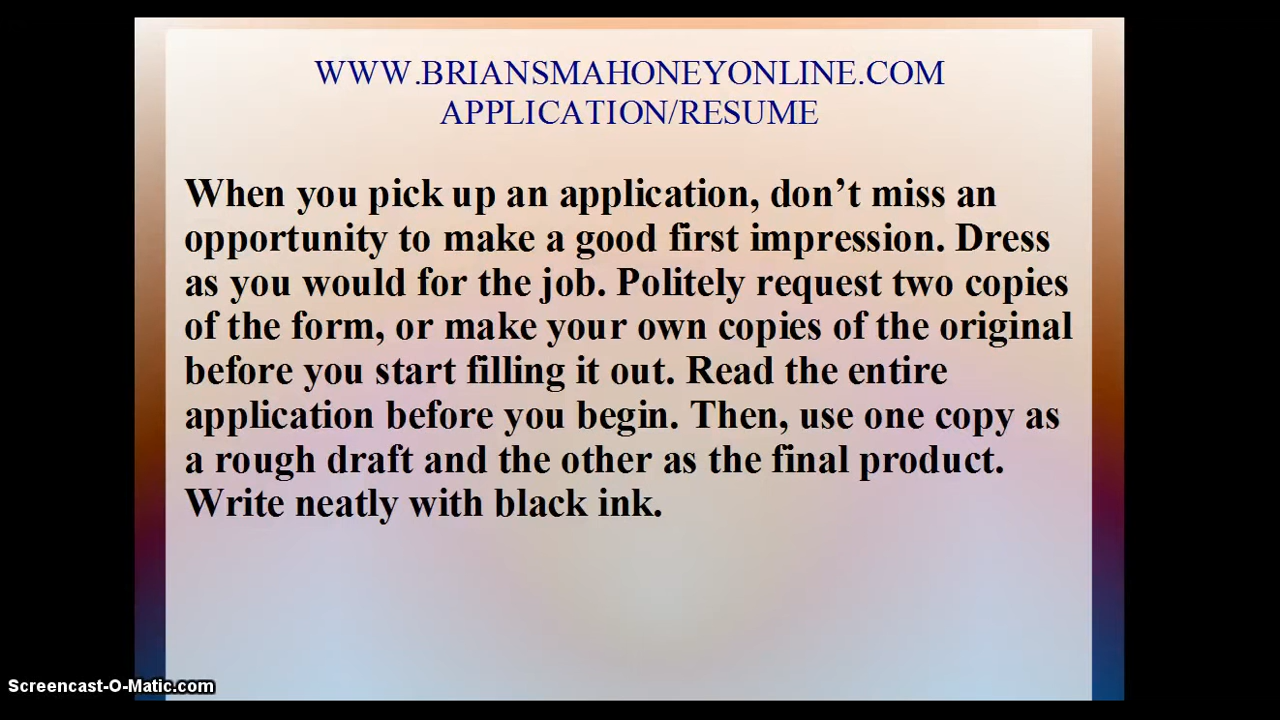 WWW.BRIANSMAHONEYONLINE.COM
APPLICATION/RESUME
When you pick up an application, don’t miss an
opportunity to make a good first impression. Dress
as you would for the job. Politely request two copies
of the form, or make your own copies of the original
before you start filling it out. Read the entire
application before you begin. Then, use one copy as
a rough draft and the other as the final product.
Write neatly with black ink.
Screencast-O-Matic.com